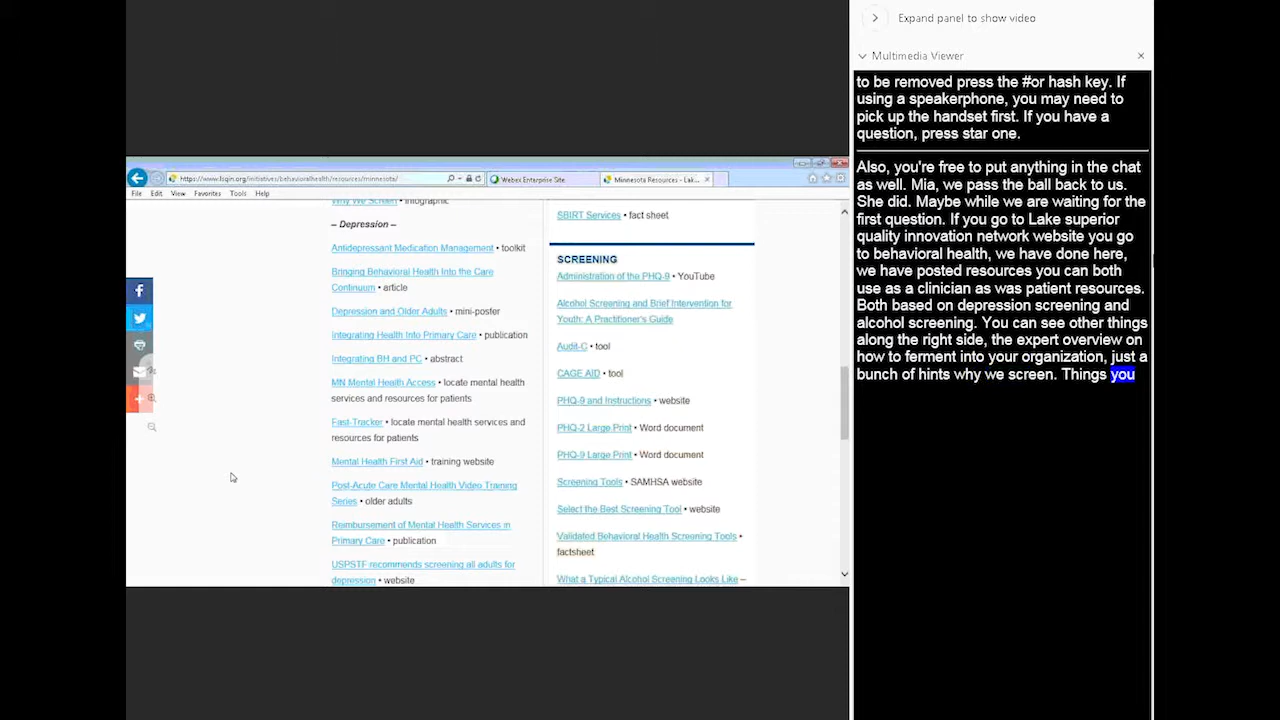 Expand panel to show video
Multimedia Viewer
to be removed press the #or hash key. If
using a speakerphone, you may need to
pick up the handset first. If you have a
question, press star one.
Also, you're free to put anything in the chat
as well. Mia, we pass the ball back to us.
She did. Maybe while we are waiting for the
first question. If you go to Lake superior
quality innovation network website you go
to behavioral health, we have done here,
we have posted resources you can both
use as a clinician as was patient resources.
Both based on depression screening and
alcohol screening. You can see other things
along the right side, the expert overview on
how to ferment into your organization, just a
bunch of hints why we screen. Things you
https://www.lsqin.org/initiatives/behavioralhealth/resources/minnesota/
Webex Enterprise Site
Minnesota Resources - Lak...
File Edit View Favorites Tools Help
Why We Screen • infographic
– Depression –
Antidepressant Medication Management • toolkit
Bringing Behavioral Health Into the Care
Continuum • article
Depression and Older Adults • mini-poster
Integrating Health Into Primary Care • publication
Integrating BH and PC • abstract
MN Mental Health Access • locate mental health
services and resources for patients
Fast-Tracker • locate mental health services and
resources for patients
Mental Health First Aid • training website
Post-Acute Care Mental Health Video Training
Series • older adults
Reimbursement of Mental Health Services in
Primary Care • publication
USPSTF recommends screening all adults for
depression • website
SBIRT Services • fact sheet
SCREENING
Administration of the PHQ-9 • YouTube
Alcohol Screening and Brief Intervention for
Youth: A Practitioner's Guide
Audit-C • tool
CAGE AID • tool
PHQ-9 and Instructions • website
PHQ-2 Large Print • Word document
PHQ-9 Large Print • Word document
Screening Tools • SAMHSA website
Select the Best Screening Tool • website
Validated Behavioral Health Screening Tools •
factsheet
What a Typical Alcohol Screening Looks Like –